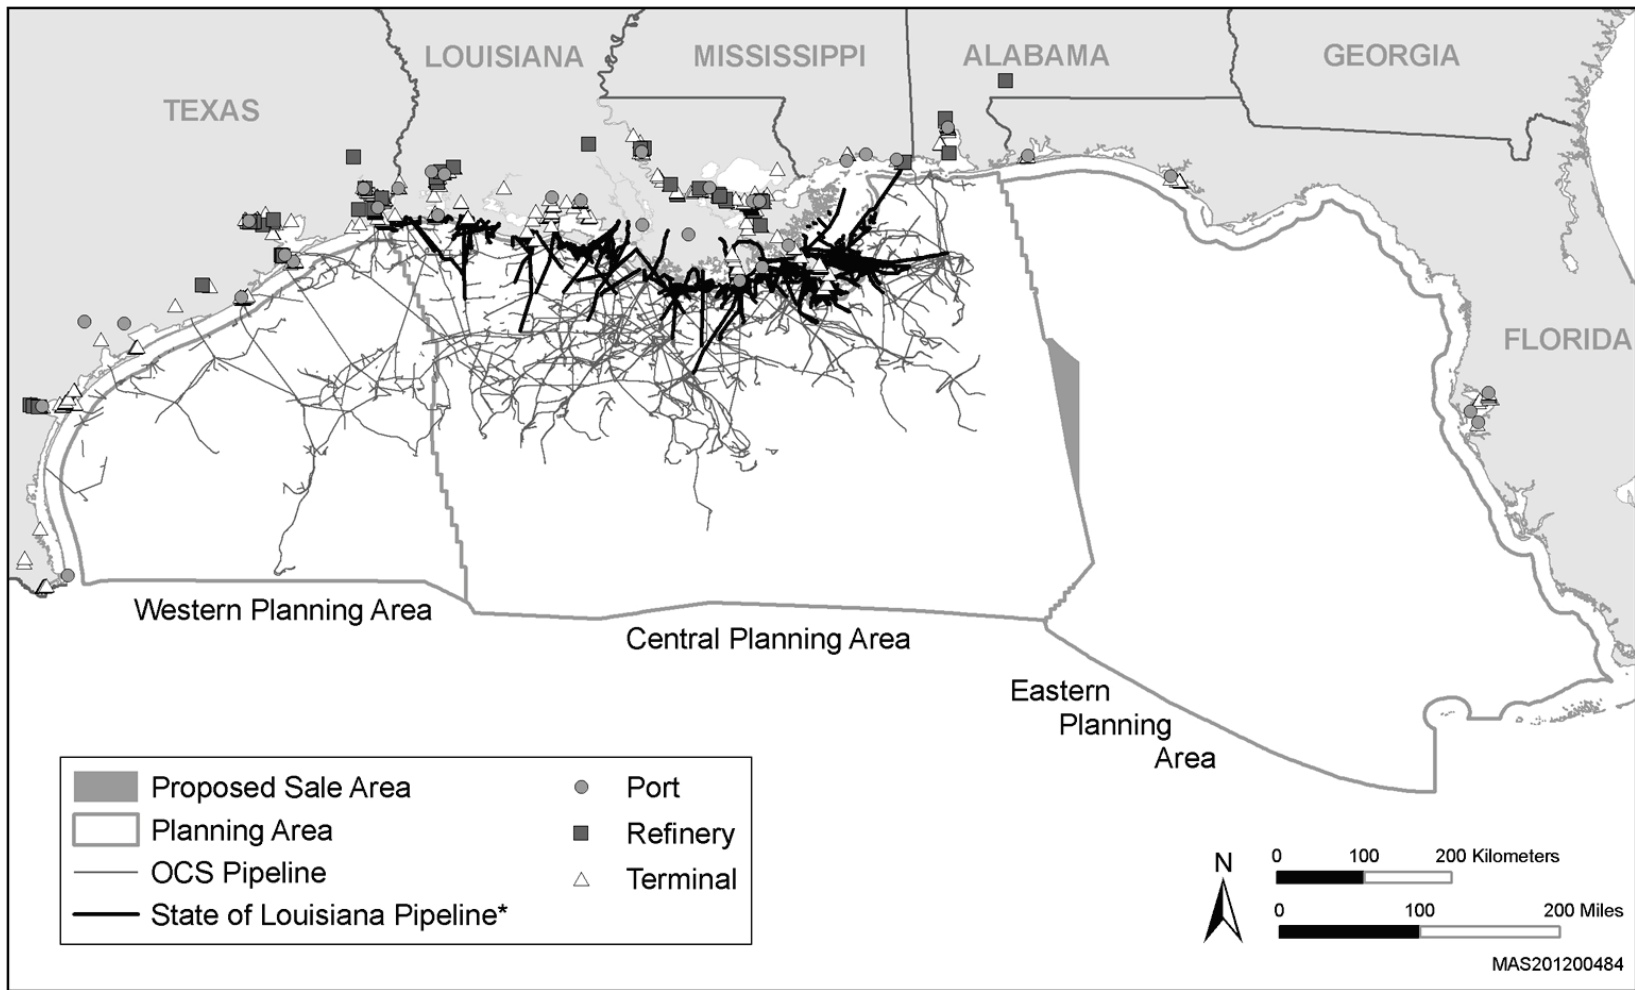 LOUISIANA
MISSISSIPPI
ALABAMA
GEORGIA
TEXAS
FLORIDA
Western Planning Area
Central Planning Area
Eastern
Planning
Area
Proposed Sale Area
Planning Area
OCS Pipeline
State of Louisiana Pipeline*
Port
Refinery
Terminal
N
0 100 200 Kilometers
0 100 200 Miles
MAS201200484